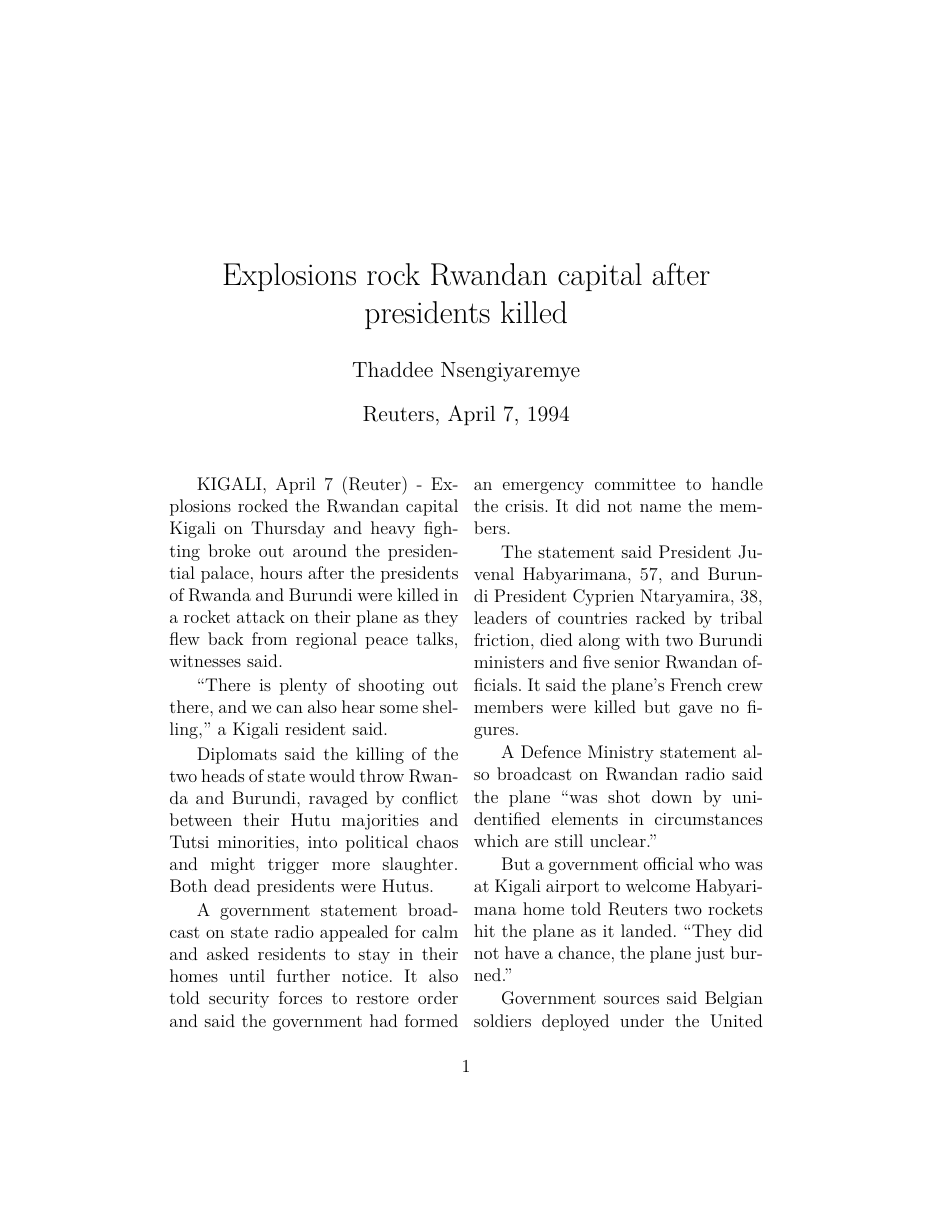 Explosions rock Rwandan capital after
presidents killed
Thaddee Nsengiyaremye
Reuters, April 7, 1994
KIGALI, April 7 (Reuter) - Ex-
plosions rocked the Rwandan capital
Kigali on Thursday and heavy figh-
ting broke out around the presiden-
tial palace, hours after the presidents
of Rwanda and Burundi were killed in
a rocket attack on their plane as they
flew back from regional peace talks,
witnesses said.
“There is plenty of shooting out
there, and we can also hear some shel-
ling,” a Kigali resident said.
Diplomats said the killing of the
two heads of state would throw Rwan-
da and Burundi, ravaged by conflict
between their Hutu majorities and
Tutsi minorities, into political chaos
and might trigger more slaughter.
Both dead presidents were Hutus.
A government statement broad-
cast on state radio appealed for calm
and asked residents to stay in their
homes until further notice. It also
told security forces to restore order
and said the government had formed
an emergency committee to handle
the crisis. It did not name the mem-
bers.
The statement said President Ju-
venal Habyarimana, 57, and Burun-
di President Cyprien Ntaryamira, 38,
leaders of countries racked by tribal
friction, died along with two Burundi
ministers and five senior Rwandan of-
ficials. It said the plane’s French crew
members were killed but gave no fi-
gures.
A Defence Ministry statement al-
so broadcast on Rwandan radio said
the plane “was shot down by uni-
dentified elements in circumstances
which are still unclear.”
But a government official who was
at Kigali airport to welcome Habyari-
mana home told Reuters two rockets
hit the plane as it landed. “They did
not have a chance, the plane just bur-
ned.”
Government sources said Belgian
soldiers deployed under the United
1